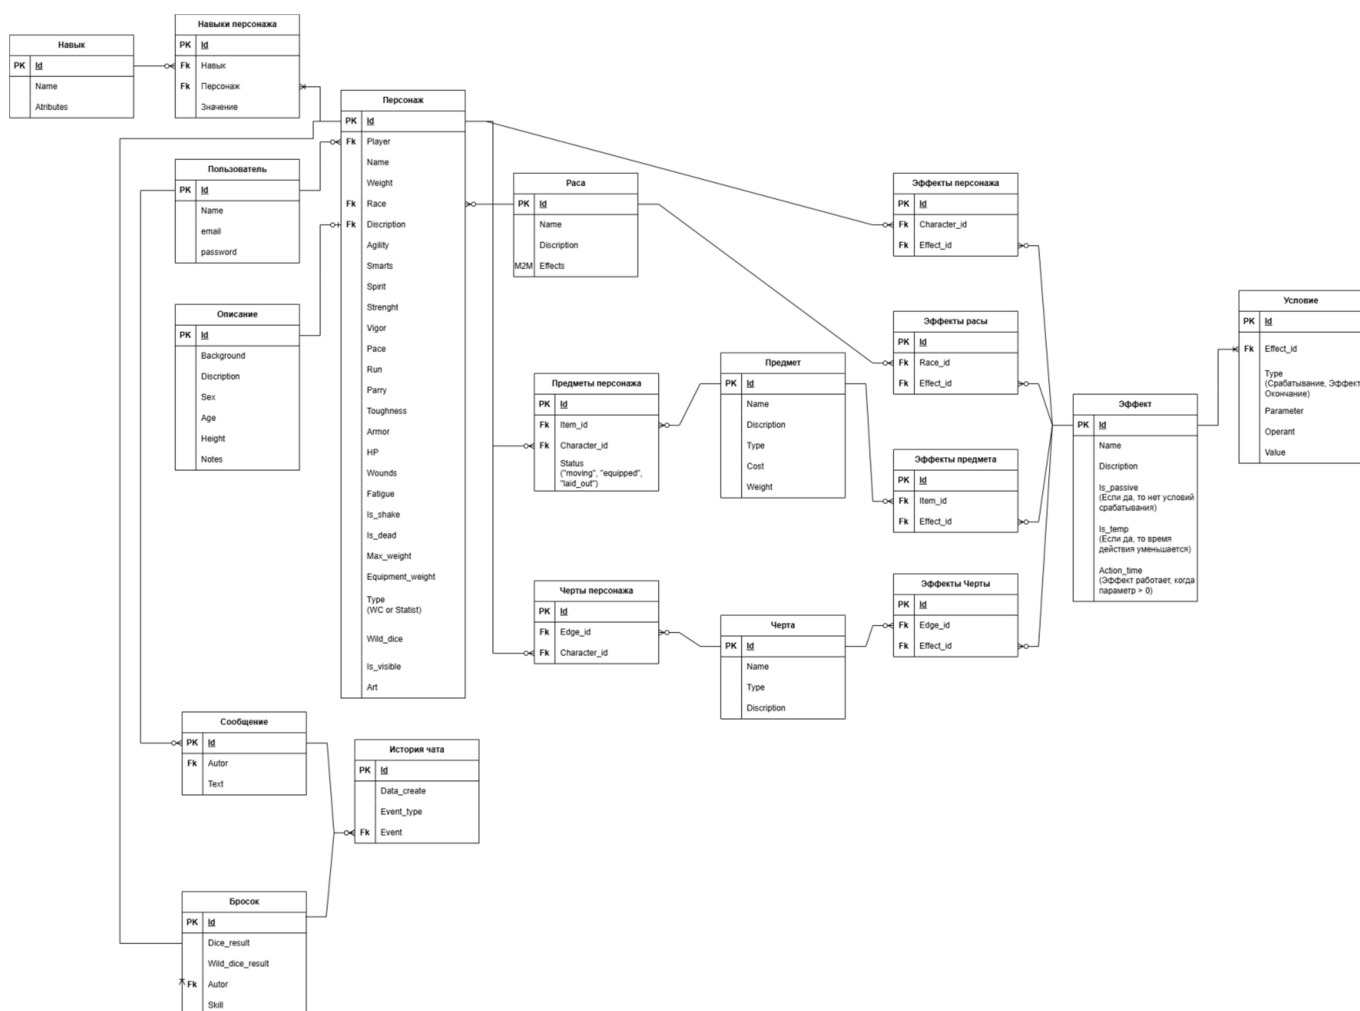 Навык
PK Id
Name
Atributes
Навыки персонажа
PK Id
Fk Навык
Fk Персонаж
Значение
Пользователь
PK Id
Name
email
password
Описание
PK Id
Background
Discription
Sex
Age
Height
Notes
Персонаж
PK Id
Fk Player
Name
Weight
Fk Race
Fk Discription
Agility
Smarts
Spirit
Strenght
Vigor
Pace
Run
Parry
Toughness
Armor
HP
Wounds
Fatigue
Is_shake
Is_dead
Max_weight
Equipment_weight
Type
(WC or Statist)
Wild_dice
Is_visible
Art
Раса
PK Id
Name
Discription
M2M Effects
Предметы персонажа
PK Id
Fk Item_id
Fk Character_id
Status
("moving", "equipped",
"laid_out")
Черты персонажа
PK Id
Fk Edge_id
Fk Character_id
Предмет
PK Id
Name
Discription
Type
Cost
Weight
Черта
PK Id
Name
Type
Discription
Эффекты персонажа
PK Id
Fk Character_id
Fk Effect_id
Эффекты расы
PK Id
Fk Race_id
Fk Effect_id
Эффекты предмета
PK Id
Fk Item_id
Fk Effect_id
Эффекты Черты
PK Id
Fk Edge_id
Fk Effect_id
Эффект
PK Id
Name
Discription
Is_passive
(Если да, то нет условий
срабатывания)
Is_temp
(Если да, то время
действия уменьшается)
Action_time
(Эффект работает, когда
параметр > 0)
Условие
PK Id
Fk Effect_id
Type
(Срабатывание, Эффект
Окончание)
Parameter
Operant
Value
Сообщение
PK Id
Fk Autor
Text
История чата
PK Id
Data_create
Event_type
Fk Event
Бросок
PK Id
Dice_result
Wild_dice_result
Fk Autor
Skill